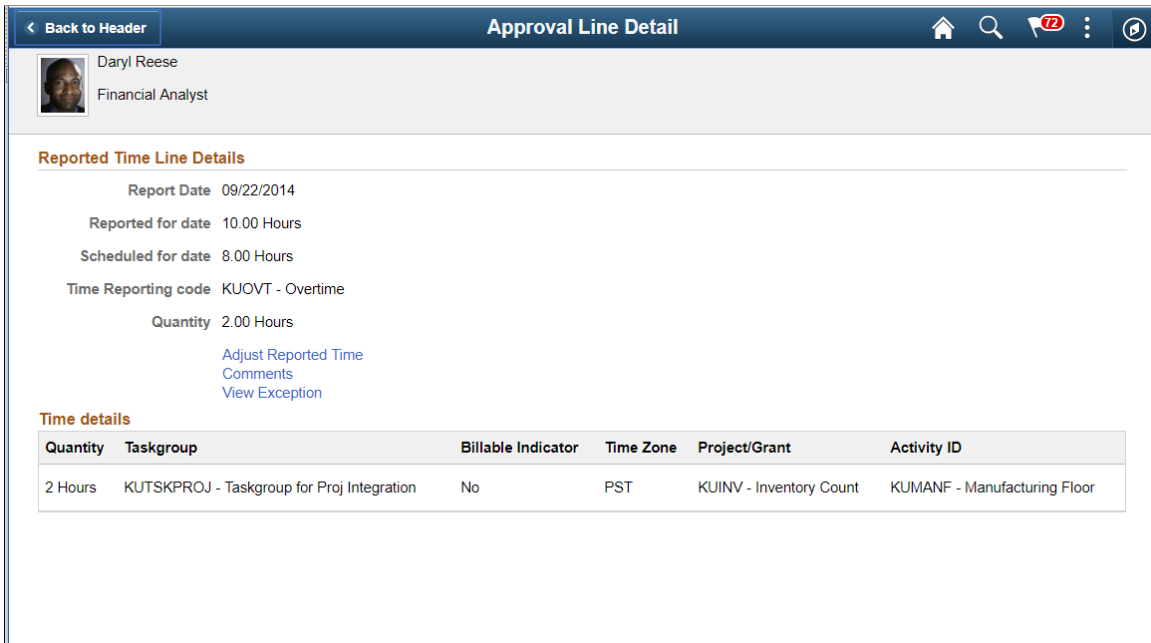 Back to Header
Approval Line Detail
72
Daryl Reese
Financial Analyst
Reported Time Line Details
Report Date 09/22/2014
Reported for date 10.00 Hours
Scheduled for date 8.00 Hours
Time Reporting code KUOVT - Overtime
Quantity 2.00 Hours
Adjust Reported Time
Comments
View Exception
Time details
Quantity Taskgroup Billable Indicator Time Zone Project/Grant Activity ID
2 Hours KUTSKPROJ - Taskgroup for Proj Integration No PST KUINV - Inventory Count KUMANF - Manufacturing Floor